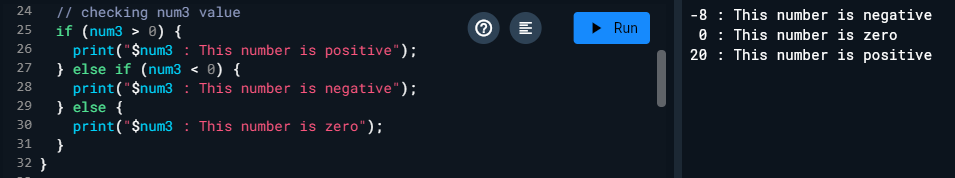 24 // checking num3 value
25 if (num3 > 0) {
26 print("$num3 : This number is positive");
27 } else if (num3 < 0) {
28 print("$num3 : This number is negative");
29 } else {
30 print("$num3 : This number is zero");
31 }
32 }
Run
-8 : This number is negative
0 : This number is zero
20 : This number is positive